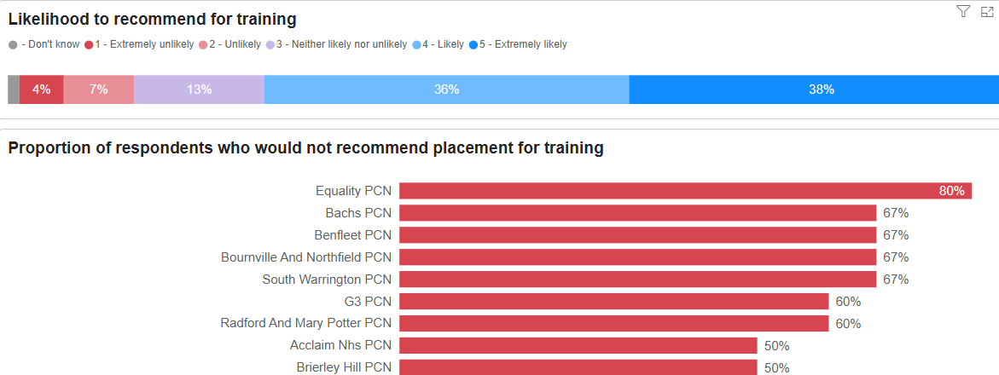 Likelihood to recommend for training
- Don't know 1 - Extremely unlikely 2 - Unlikely 3 - Neither likely nor unlikely 4 - Likely 5 - Extremely likely
4% 7% 13% 36% 38%
Proportion of respondents who would not recommend placement for training
Equality PCN 80%
Bachs PCN 67%
Benfleet PCN 67%
Bournville And Northfield PCN 67%
South Warrington PCN 67%
G3 PCN 60%
Radford And Mary Potter PCN 60%
Acclaim Nhs PCN 50%
Brierley Hill PCN 50%